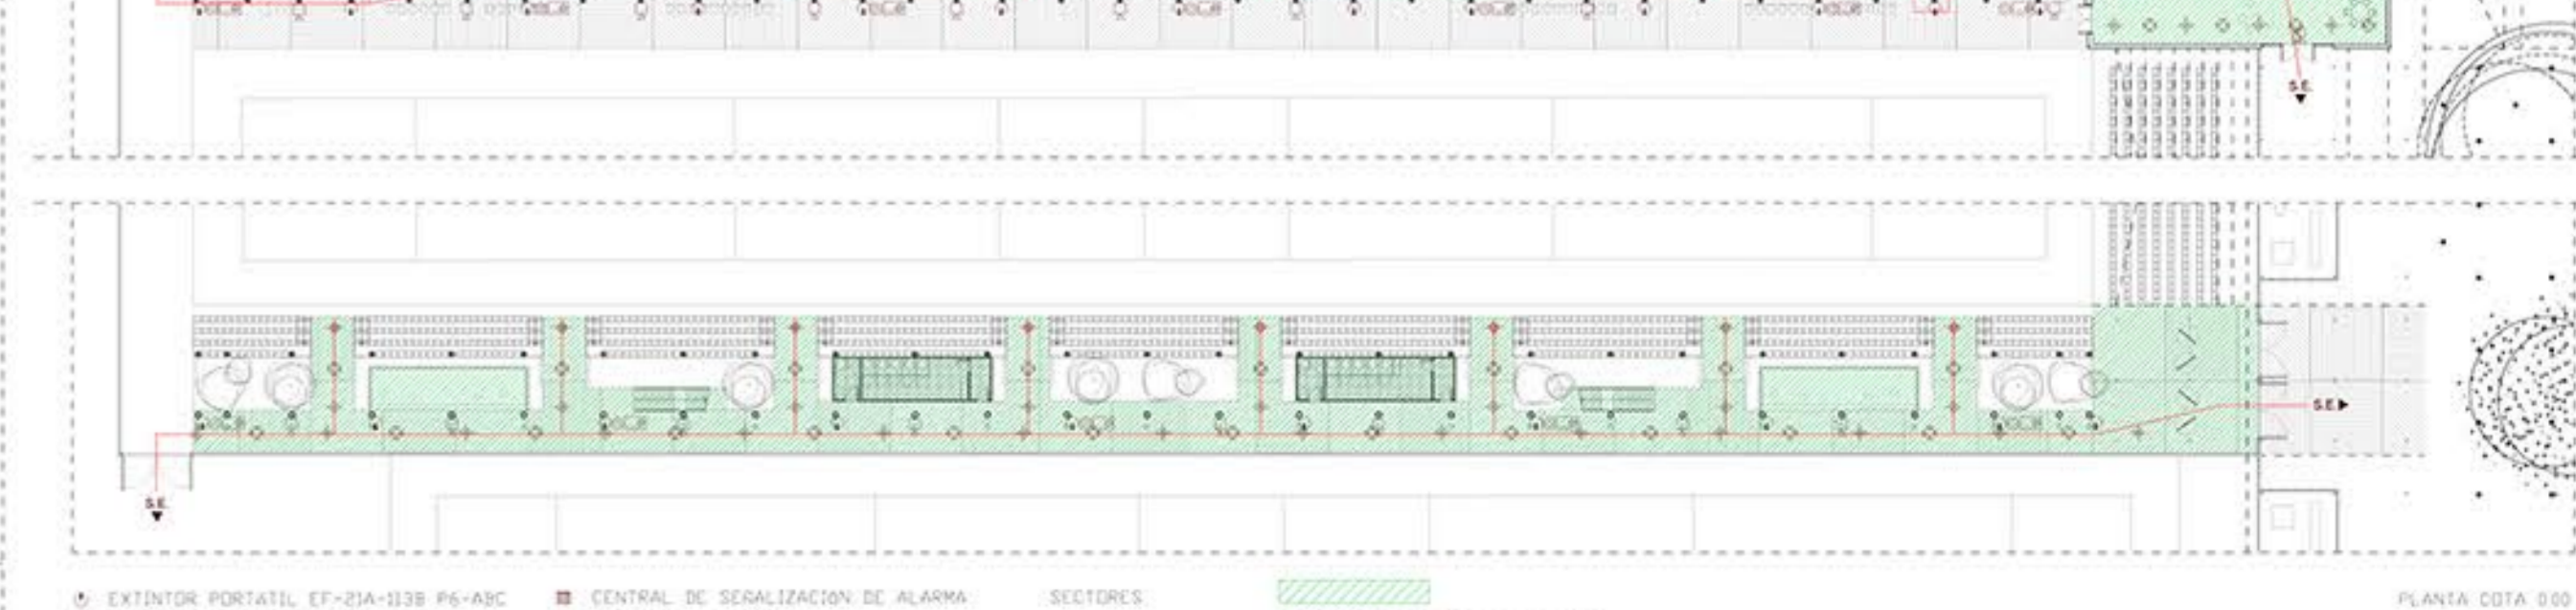 S.E.
S.E.
S.E.
EXTINTOR PORTATIL EF-21A-113B P6-ABC
CENTRAL DE SEÑALIZACION DE ALARMA
SECTORES
PLANTA COTA 0.00